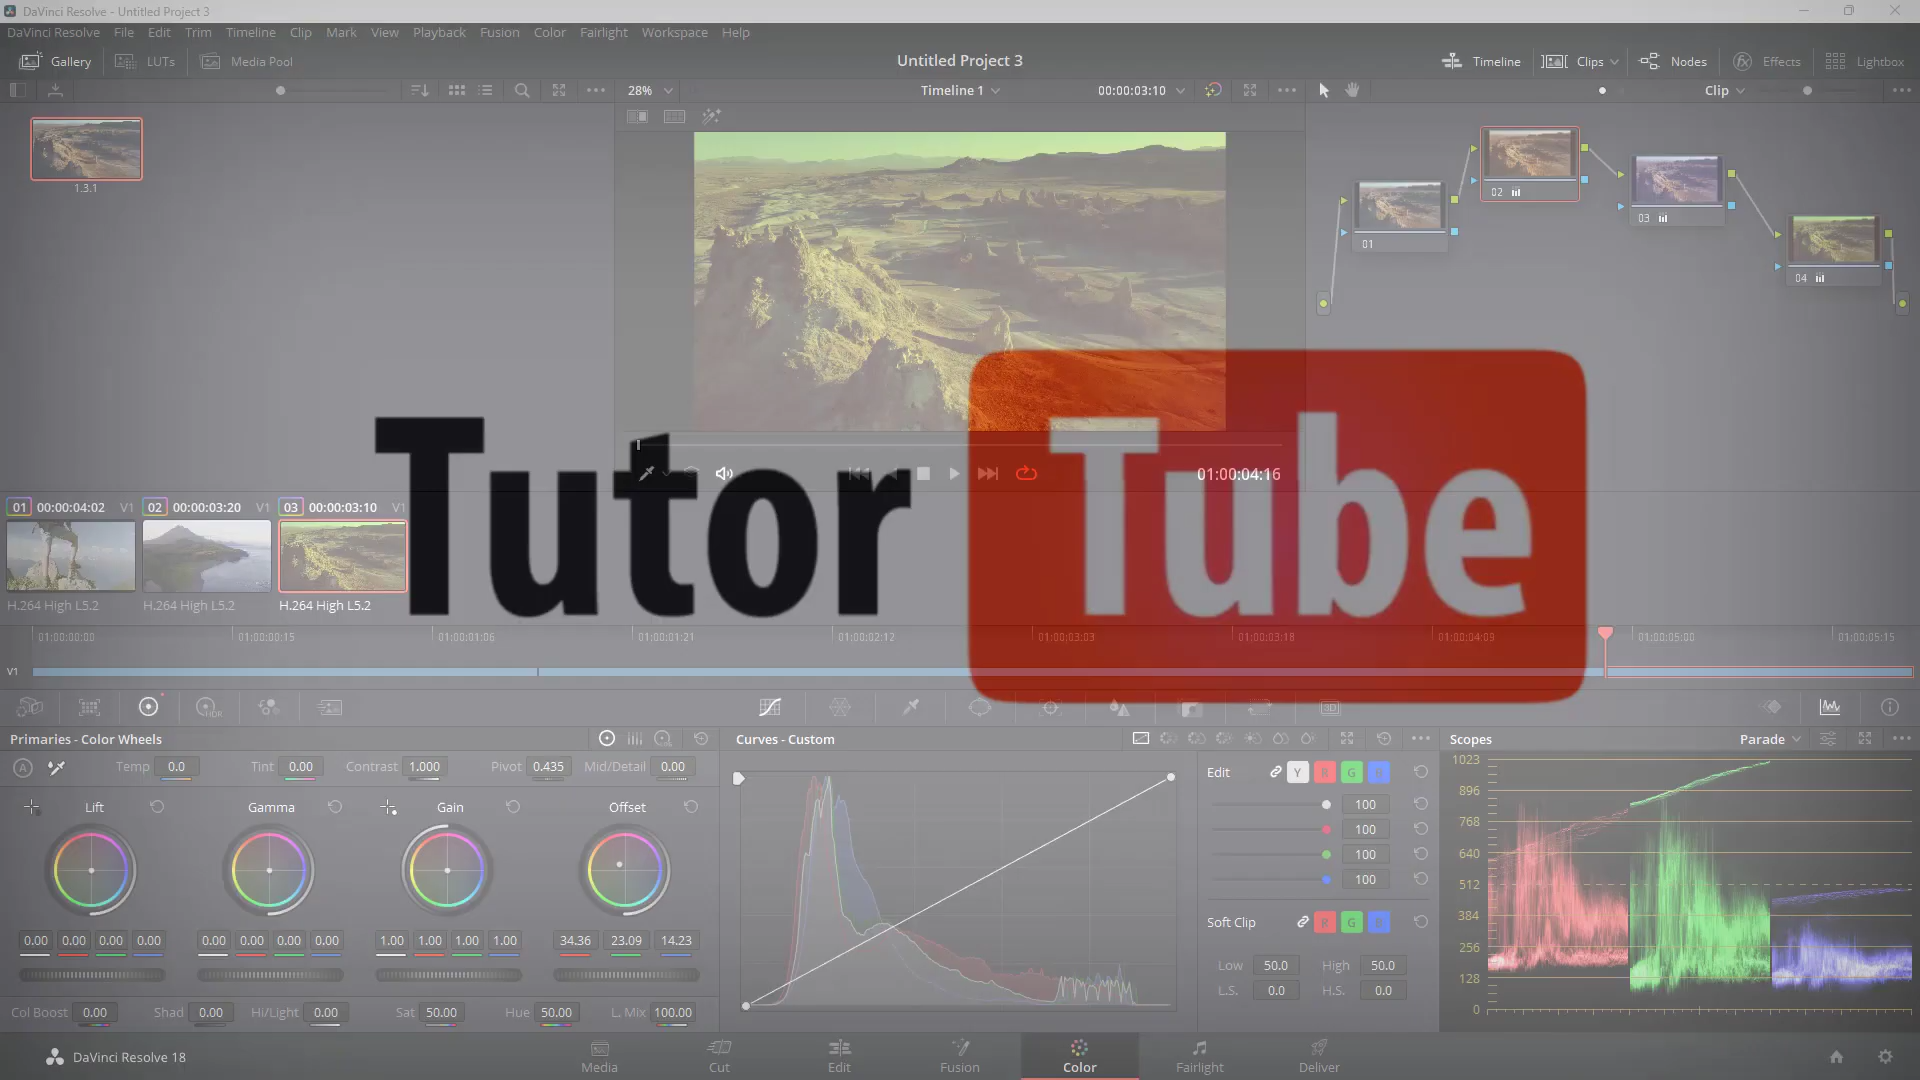 DaVinci Resolve - Untitled Project 3
DaVinci Resolve File Edit Trim Timeline Clip Mark View Playback Fusion Color Fairlight Workspace Help
Gallery LUTs Media Pool Untitled Project 3 Timeline Clips Nodes Effects Lightbox
28% Timeline 1 00:00:03:10 Clip
1.3.1
02
03
01
04
01:00:04:16
Tutor Tube
01 00:00:04:02 V1 02 00:00:03:20 V1 03 00:00:03:10 V1
H.264 High L5.2 H.264 High L5.2 H.264 High L5.2
01:00:00:00 01:00:00:15 01:00:01:06 01:00:01:21 01:00:02:12 01:00:03:03 01:00:03:18 01:00:04:09 01:00:05:00 01:00:05:15
V1
HDR 3D
Primaries - Color Wheels Curves - Custom Scopes Parade
A Temp 0.0 Tint 0.00 Contrast 1.000 Pivot 0.435 Mid/Detail 0.00
Lift Gamma Gain Offset
0.00 0.00 0.00 0.00 0.00 0.00 0.00 0.00 1.00 1.00 1.00 1.00 34.36 23.09 14.23
Col Boost 0.00 Shad 0.00 Hi/Light 0.00 Sat 50.00 Hue 50.00 L. Mix 100.00
Edit Y R G B
100
100
100
100
Soft Clip R G B
Low 50.0 High 50.0
L.S. 0.0 H.S. 0.0
1023
896
768
640
512
384
256
128
0
DaVinci Resolve 18 Media Cut Edit Fusion Color Fairlight Deliver